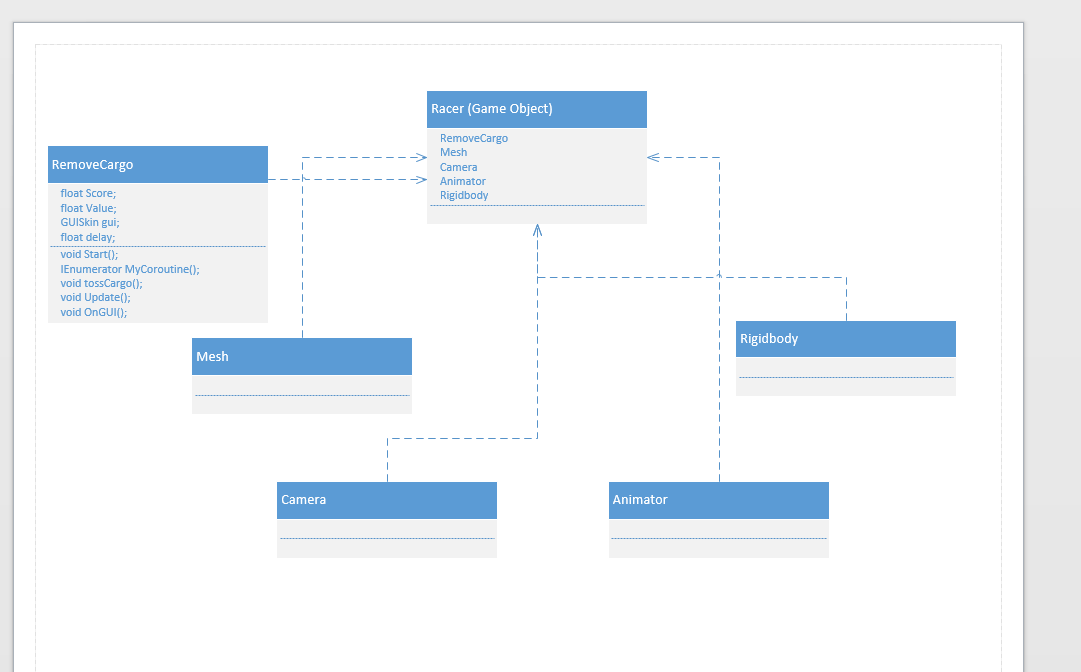 Racer (Game Object)
RemoveCargo
Mesh
Camera
Animator
Rigidbody
RemoveCargo
float Score;
float Value;
GUISkin gui;
float delay;
void Start();
IEnumerator MyCoroutine();
void tossCargo();
void Update();
void OnGUI();
Mesh
Rigidbody
Camera
Animator